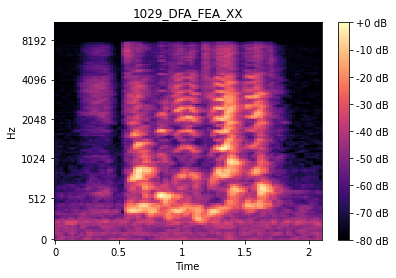 1029_DFA_FEA_XX
+0 dB
8192
-10 dB
4096
-20 dB
-30 dB
2048
-40 dB
Hz
1024
-50 dB
512
-60 dB
-70 dB
0
-80 dB
0
0.5
1
1.5
2
Time